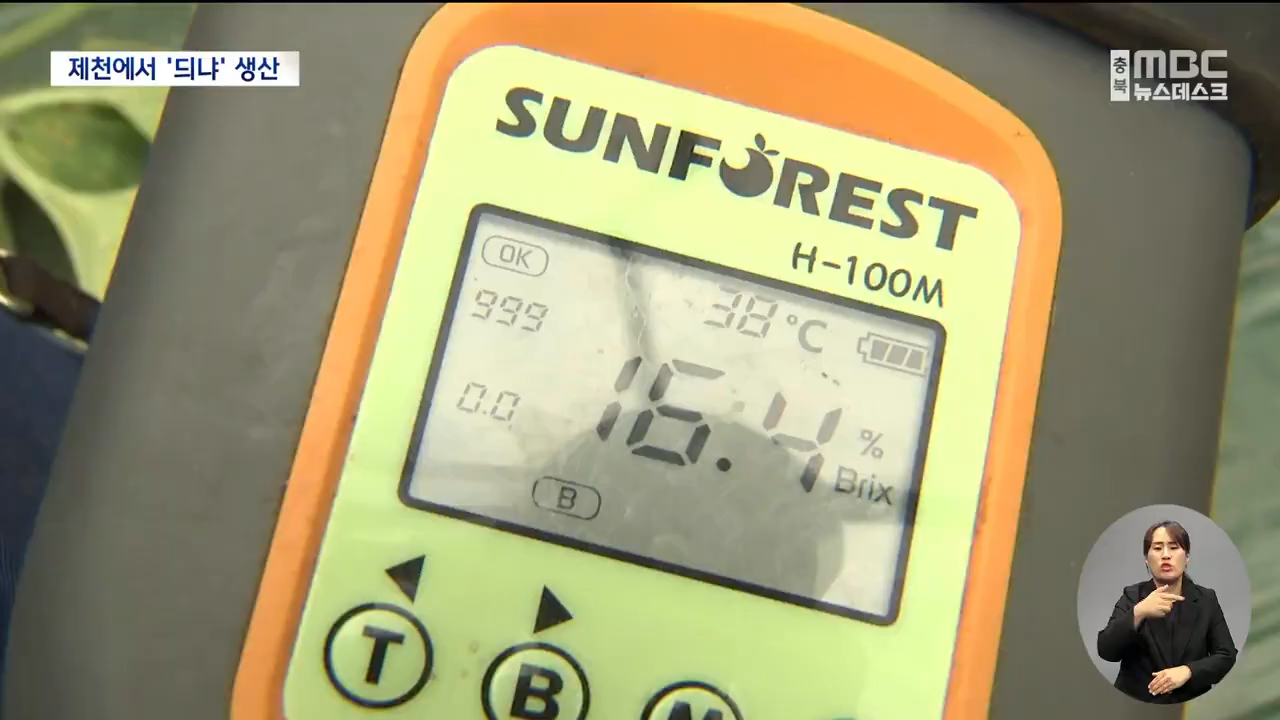 제천에서 '듸냐' 생산
충북 MBC
뉴스데스크
SUNFOREST
H-100M
OK
999
38 °C
0.0
16.4 %
Brix
B
T
B
M